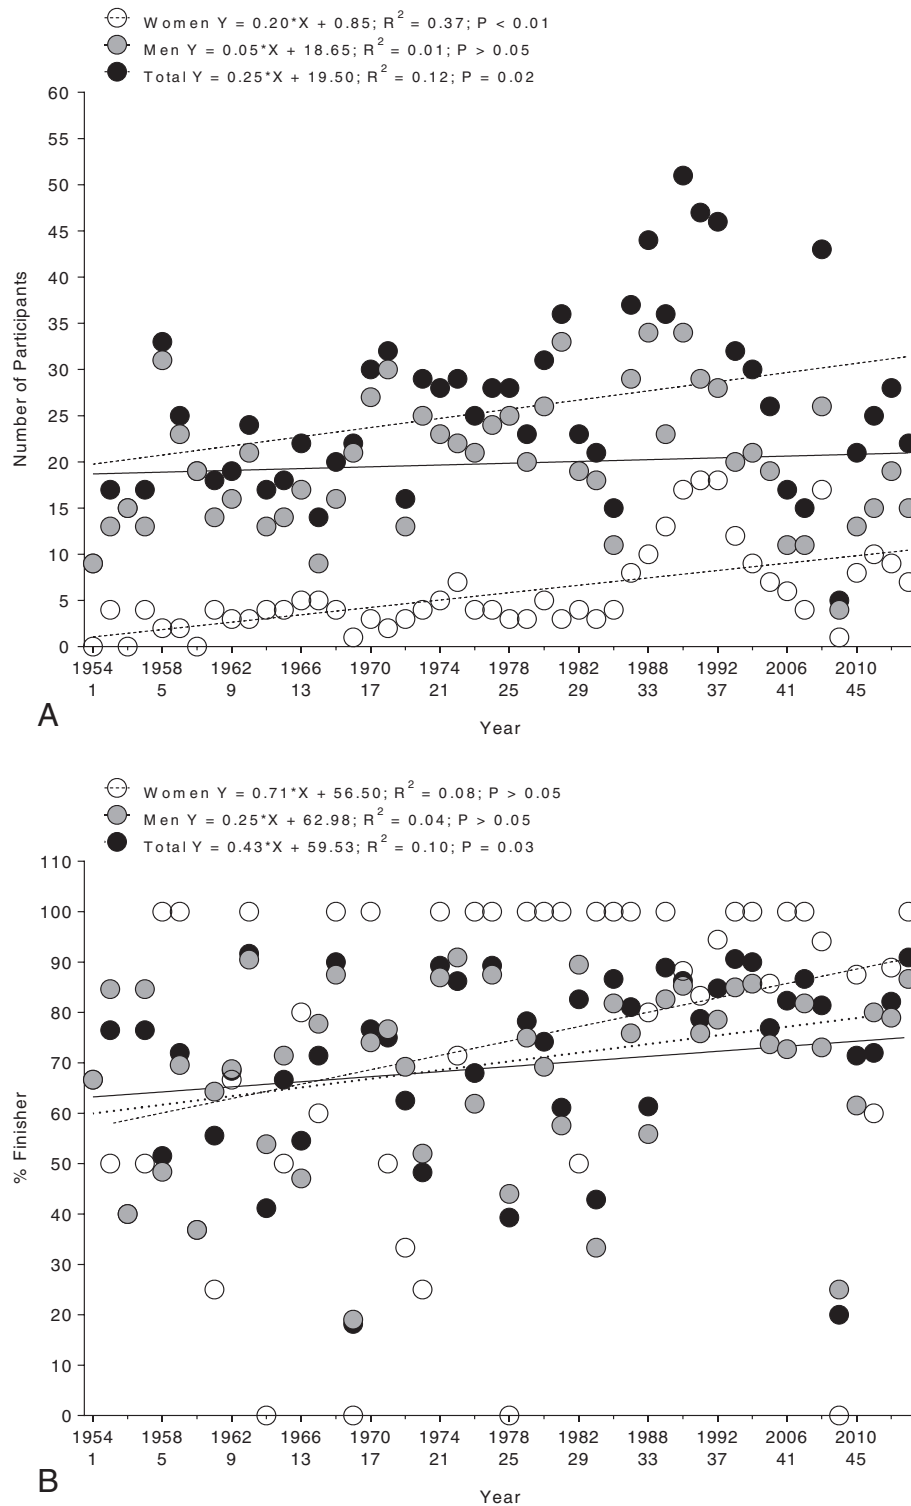 Women Y = 0.20*X + 0.85; R² = 0.37; P < 0.01
Men Y = 0.05*X + 18.65; R² = 0.01; P > 0.05
Total Y = 0.25*X + 19.50; R² = 0.12; P = 0.02
60
55
50
45
40
35
30
25
20
15
10
5
0
Number of Participants
1954 1958 1962 1966 1970 1974 1978 1982 1988 1992 2006 2010
1 5 9 13 17 21 25 29 33 37 41 45
A
Year
Women Y = 0.71*X + 56.50; R² = 0.08; P > 0.05
Men Y = 0.25*X + 62.98; R² = 0.04; P > 0.05
Total Y = 0.43*X + 59.53; R² = 0.10; P = 0.03
110
100
90
80
70
60
50
40
30
20
10
0
% Finisher
1954 1958 1962 1966 1970 1974 1978 1982 1988 1992 2006 2010
1 5 9 13 17 21 25 29 33 37 41 45
B
Year